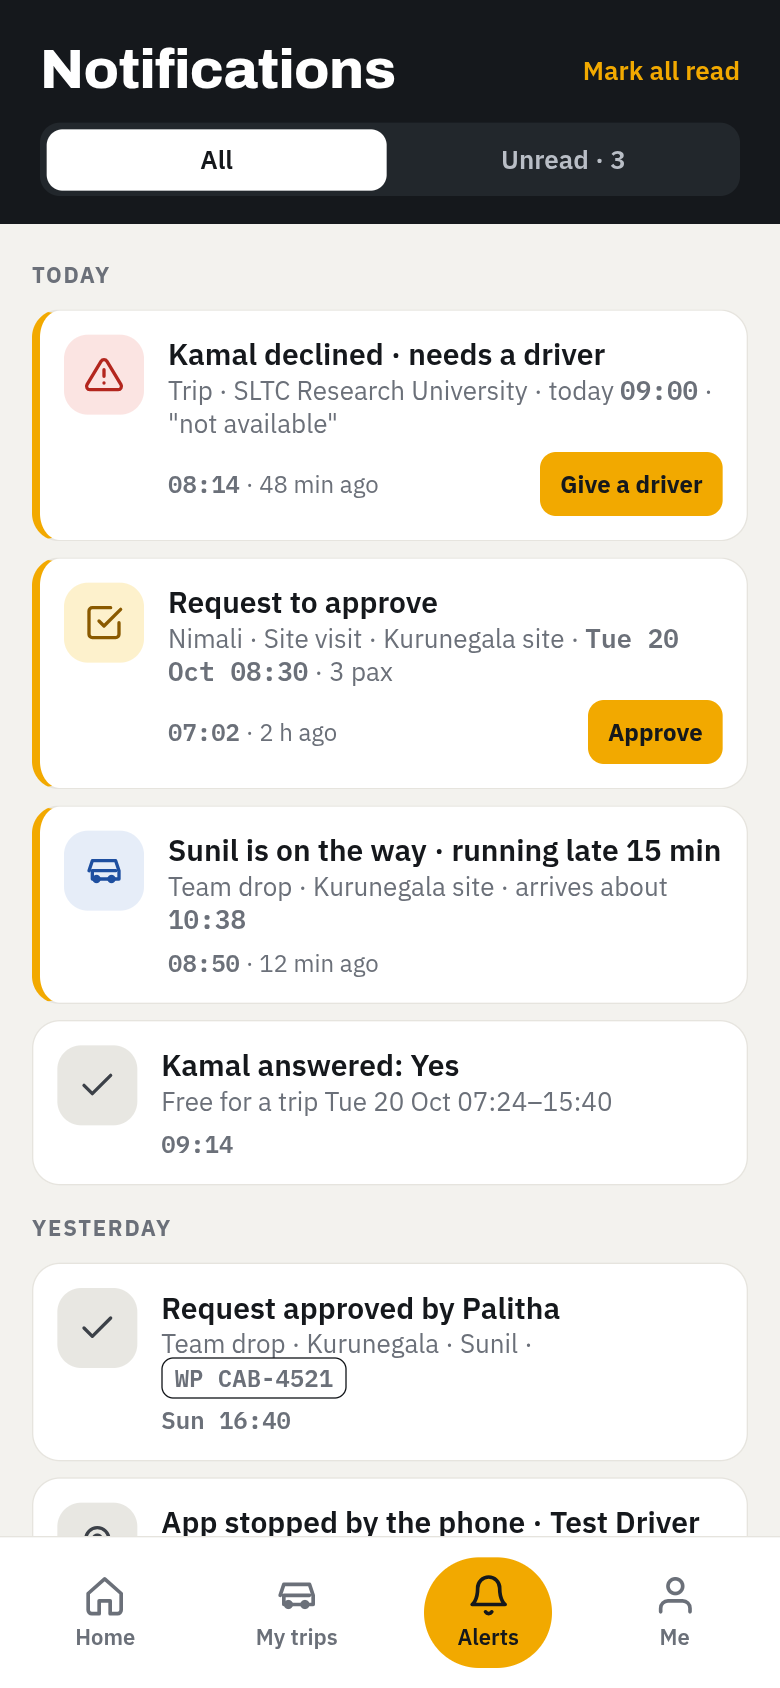 Notifications
Mark all read
All
Unread · 3
TODAY
Kamal declined · needs a driver
Trip · SLTC Research University · today 09:00 ·
"not available"
08:14 · 48 min ago
Give a driver
Request to approve
Nimali · Site visit · Kurunegala site · Tue 20
Oct 08:30 · 3 pax
07:02 · 2 h ago
Approve
Sunil is on the way · running late 15 min
Team drop · Kurunegala site · arrives about
10:38
08:50 · 12 min ago
Kamal answered: Yes
Free for a trip Tue 20 Oct 07:24–15:40
09:14
YESTERDAY
Request approved by Palitha
Team drop · Kurunegala · Sunil ·
WP CAB-4521
Sun 16:40
App stopped by the phone · Test Driver
Home
My trips
Alerts
Me